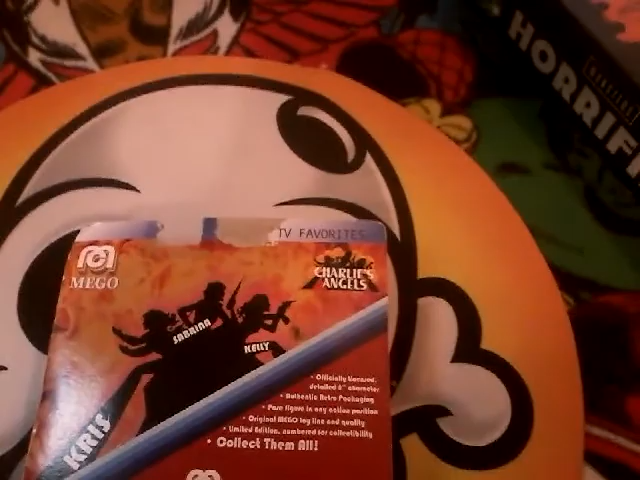 HORRIFI
MONSTERS
TV FAVORITES
MEGO
CHARLIE'S
ANGELS
SABRINA
KELLY
KRIS
• Officially licensed,
detailed 8" character
• Authentic Retro Packaging
• Pose figure in any action position
• Original MEGO toy line and quality
• Limited Edition, numbered for collectibility
• Collect Them All!